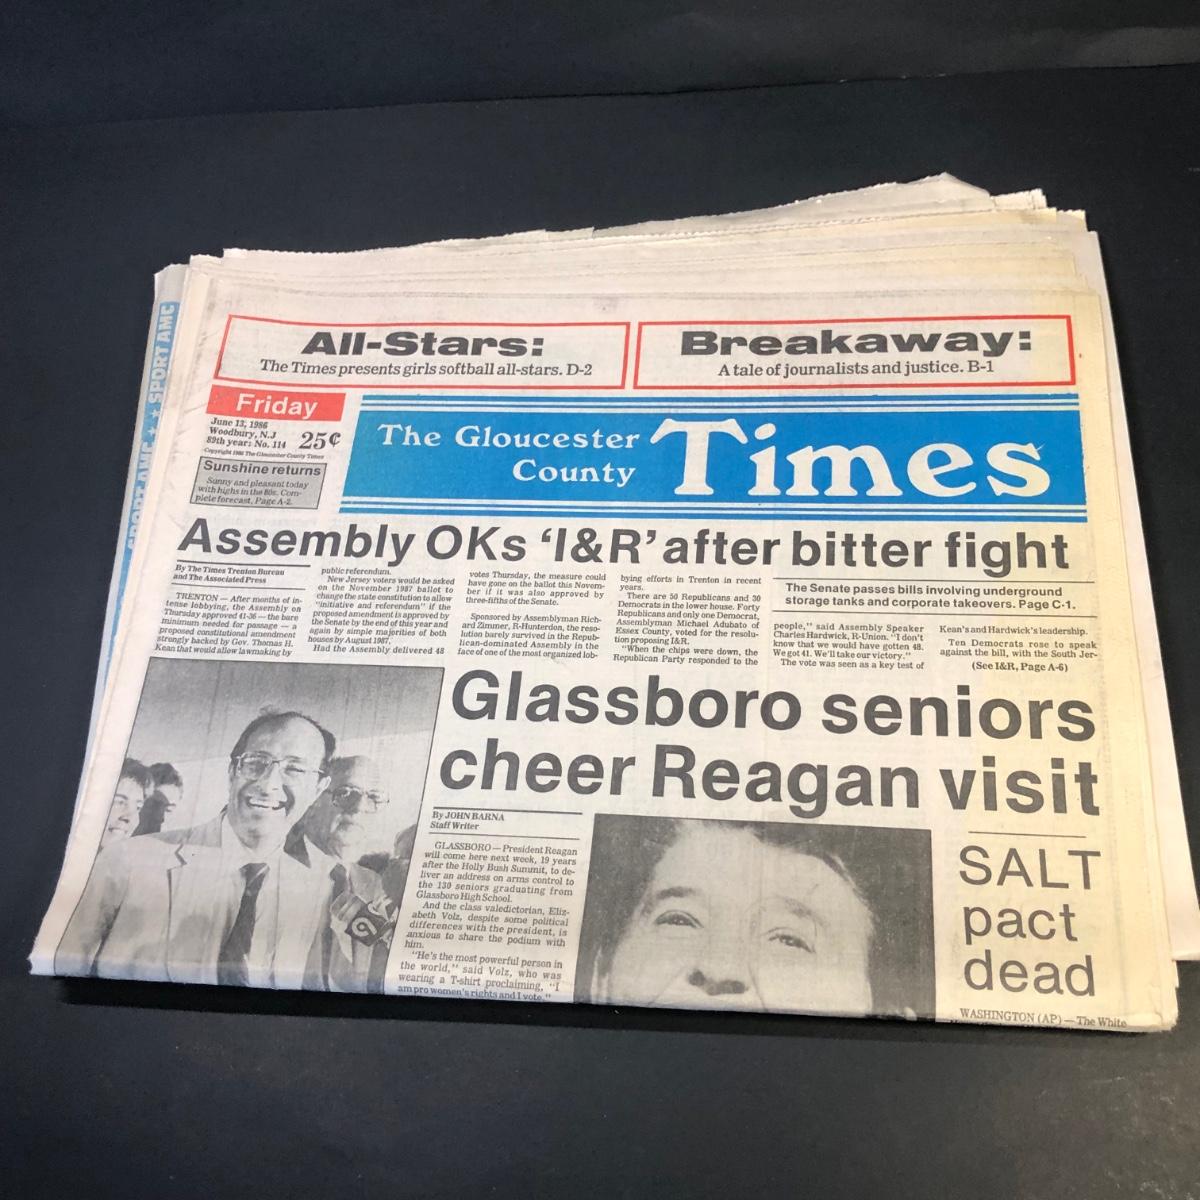 All-Stars:
The Times presents girls softball all-stars. D-2
Breakaway:
A tale of journalists and justice. B-1
Friday
June 13, 1986
Woodbury, N.J
89th year: No. 114
25¢
Copyright 1986 The Gloucester County Times
Sunshine returns
Sunny and pleasant today
with highs in the 80s. Com-
plete forecast, Page A-2.
The Gloucester
County
Times
Assembly OKs 'I&R' after bitter fight
By The Times Trenton Bureau
and The Associated Press
TRENTON — After months of in-
tense lobbying, the Assembly on
Thursday approved 41-36 — the bare
minimum needed for passage — a
proposed constitutional amendment
strongly backed by Gov. Thomas H.
Kean that would allow lawmaking by
public referendum.
New Jersey voters would be asked
on the November 1987 ballot to
change the state constitution to allow
"initiative and referendum" if the
proposed amendment is approved by
the Senate by the end of this year and
again by simple majorities of both
houses by August 1987.
Had the Assembly delivered 48
votes Thursday, the measure could
have gone on the ballot this Novem-
ber if it was also approved by
three-fifths of the Senate.
Sponsored by Assemblyman Rich-
ard Zimmer, R-Hunterdon, the reso-
lution barely survived in the Repub-
lican-dominated Assembly in the
face of one of the most organized lob-
bying efforts in Trenton in recent
years.
There are 50 Republicans and 30
Democrats in the lower house. Forty
Republicans and only one Democrat,
Assemblyman Michael Adubato of
Essex County, voted for the resolu-
tion proposing I&R.
"When the chips were down, the
Republican Party responded to the
The Senate passes bills involving underground
storage tanks and corporate takeovers. Page C-1.
people," said Assembly Speaker
Charles Hardwick, R-Union. "I don't
know that we would have gotten 48.
We got 41. We'll take our victory."
The vote was seen as a key test of
Kean's and Hardwick's leadership.
Ten Democrats rose to speak
against the bill, with the South Jer-
(See I&R, Page A-6)
Glassboro seniors
cheer Reagan visit
By JOHN BARNA
Staff Writer
GLASSBORO — President Reagan
will come here next week, 19 years
after the Holly Bush Summit, to de-
liver an address on arms control to
the 130 seniors graduating from
Glassboro High School.
And the class valedictorian, Eliz-
abeth Volz, despite some political
differences with the president, is
anxious to share the podium with
him.
"He's the most powerful person in
the world," said Volz, who was
wearing a T-shirt proclaiming, "I
am pro women's rights and I vote."
SALT
pact
dead
WASHINGTON (AP) — The White
SPORT AMC
SPORT AMC